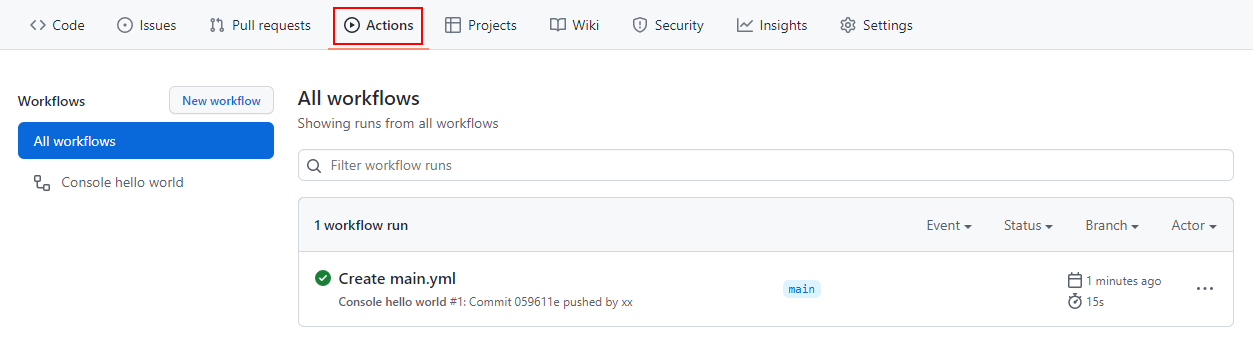 Code Issues Pull requests Actions Projects Wiki Security Insights Settings
Workflows New workflow
All workflows
Console hello world
All workflows
Showing runs from all workflows
Filter workflow runs
1 workflow run Event Status Branch Actor
Create main.yml
Console hello world #1: Commit 059611e pushed by xx
main
1 minutes ago
15s